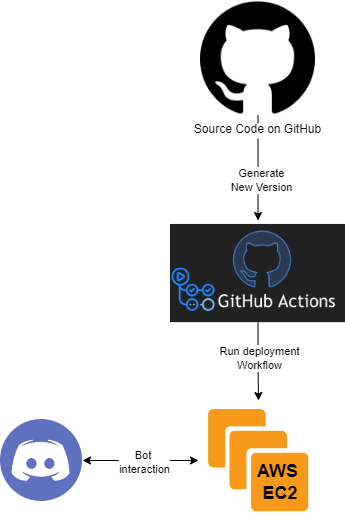 Source Code on GitHub
Generate
New Version
GitHub Actions
Run deployment
Workflow
Bot
interaction
AWS
EC2